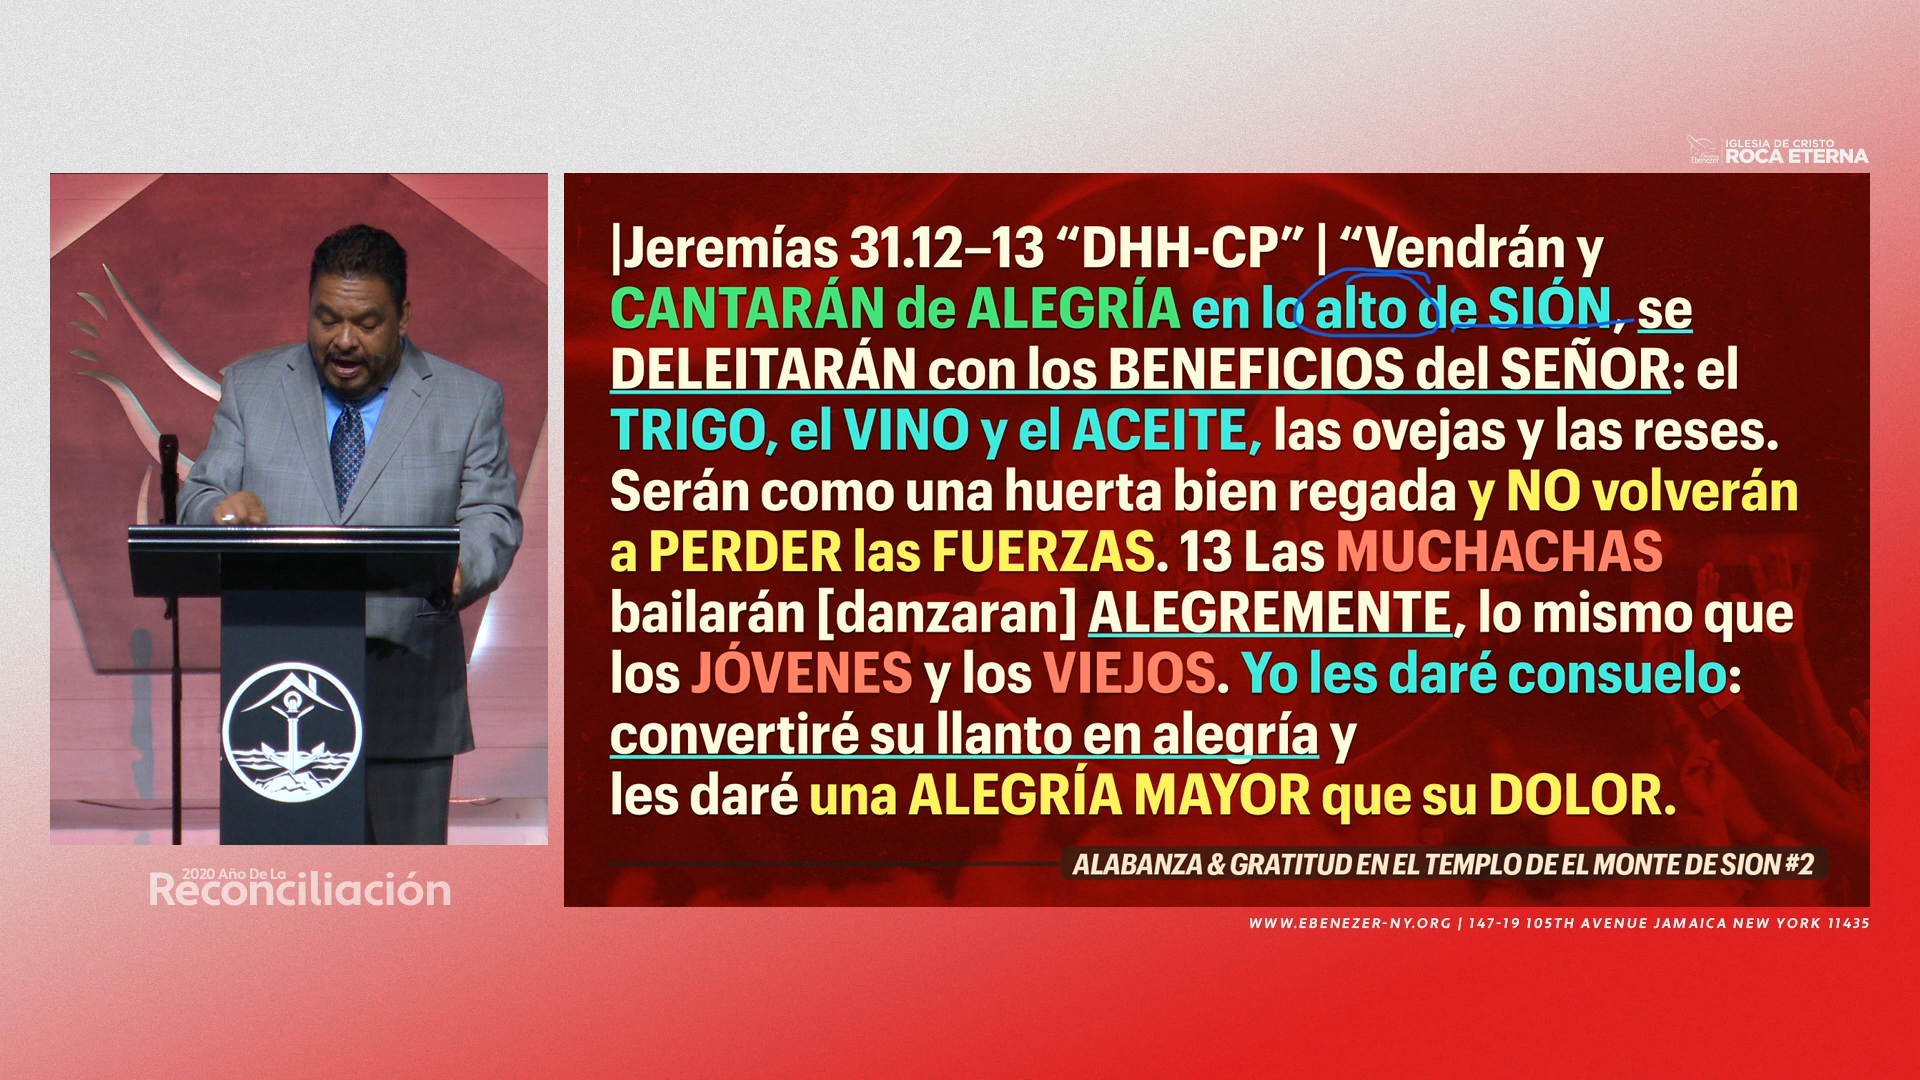 IGLESIA DE CRISTO
ROCA ETERNA
Ebenezer
|Jeremías 31.12–13 “DHH-CP” | “Vendrán y
CANTARÁN de ALEGRÍA en lo alto de SIÓN, se
DELEITARÁN con los BENEFICIOS del SEÑOR: el
TRIGO, el VINO y el ACEITE, las ovejas y las reses.
Serán como una huerta bien regada y NO volverán
a PERDER las FUERZAS. 13 Las MUCHACHAS
bailarán [danzaran] ALEGREMENTE, lo mismo que
los JÓVENES y los VIEJOS. Yo les daré consuelo:
convertiré su llanto en alegría y
les daré una ALEGRÍA MAYOR que su DOLOR.
ALABANZA & GRATITUD EN EL TEMPLO DE EL MONTE DE SION #2
2020 Año De La
Reconciliación
WWW.EBENEZER-NY.ORG | 147-19 105TH AVENUE JAMAICA NEW YORK 11435